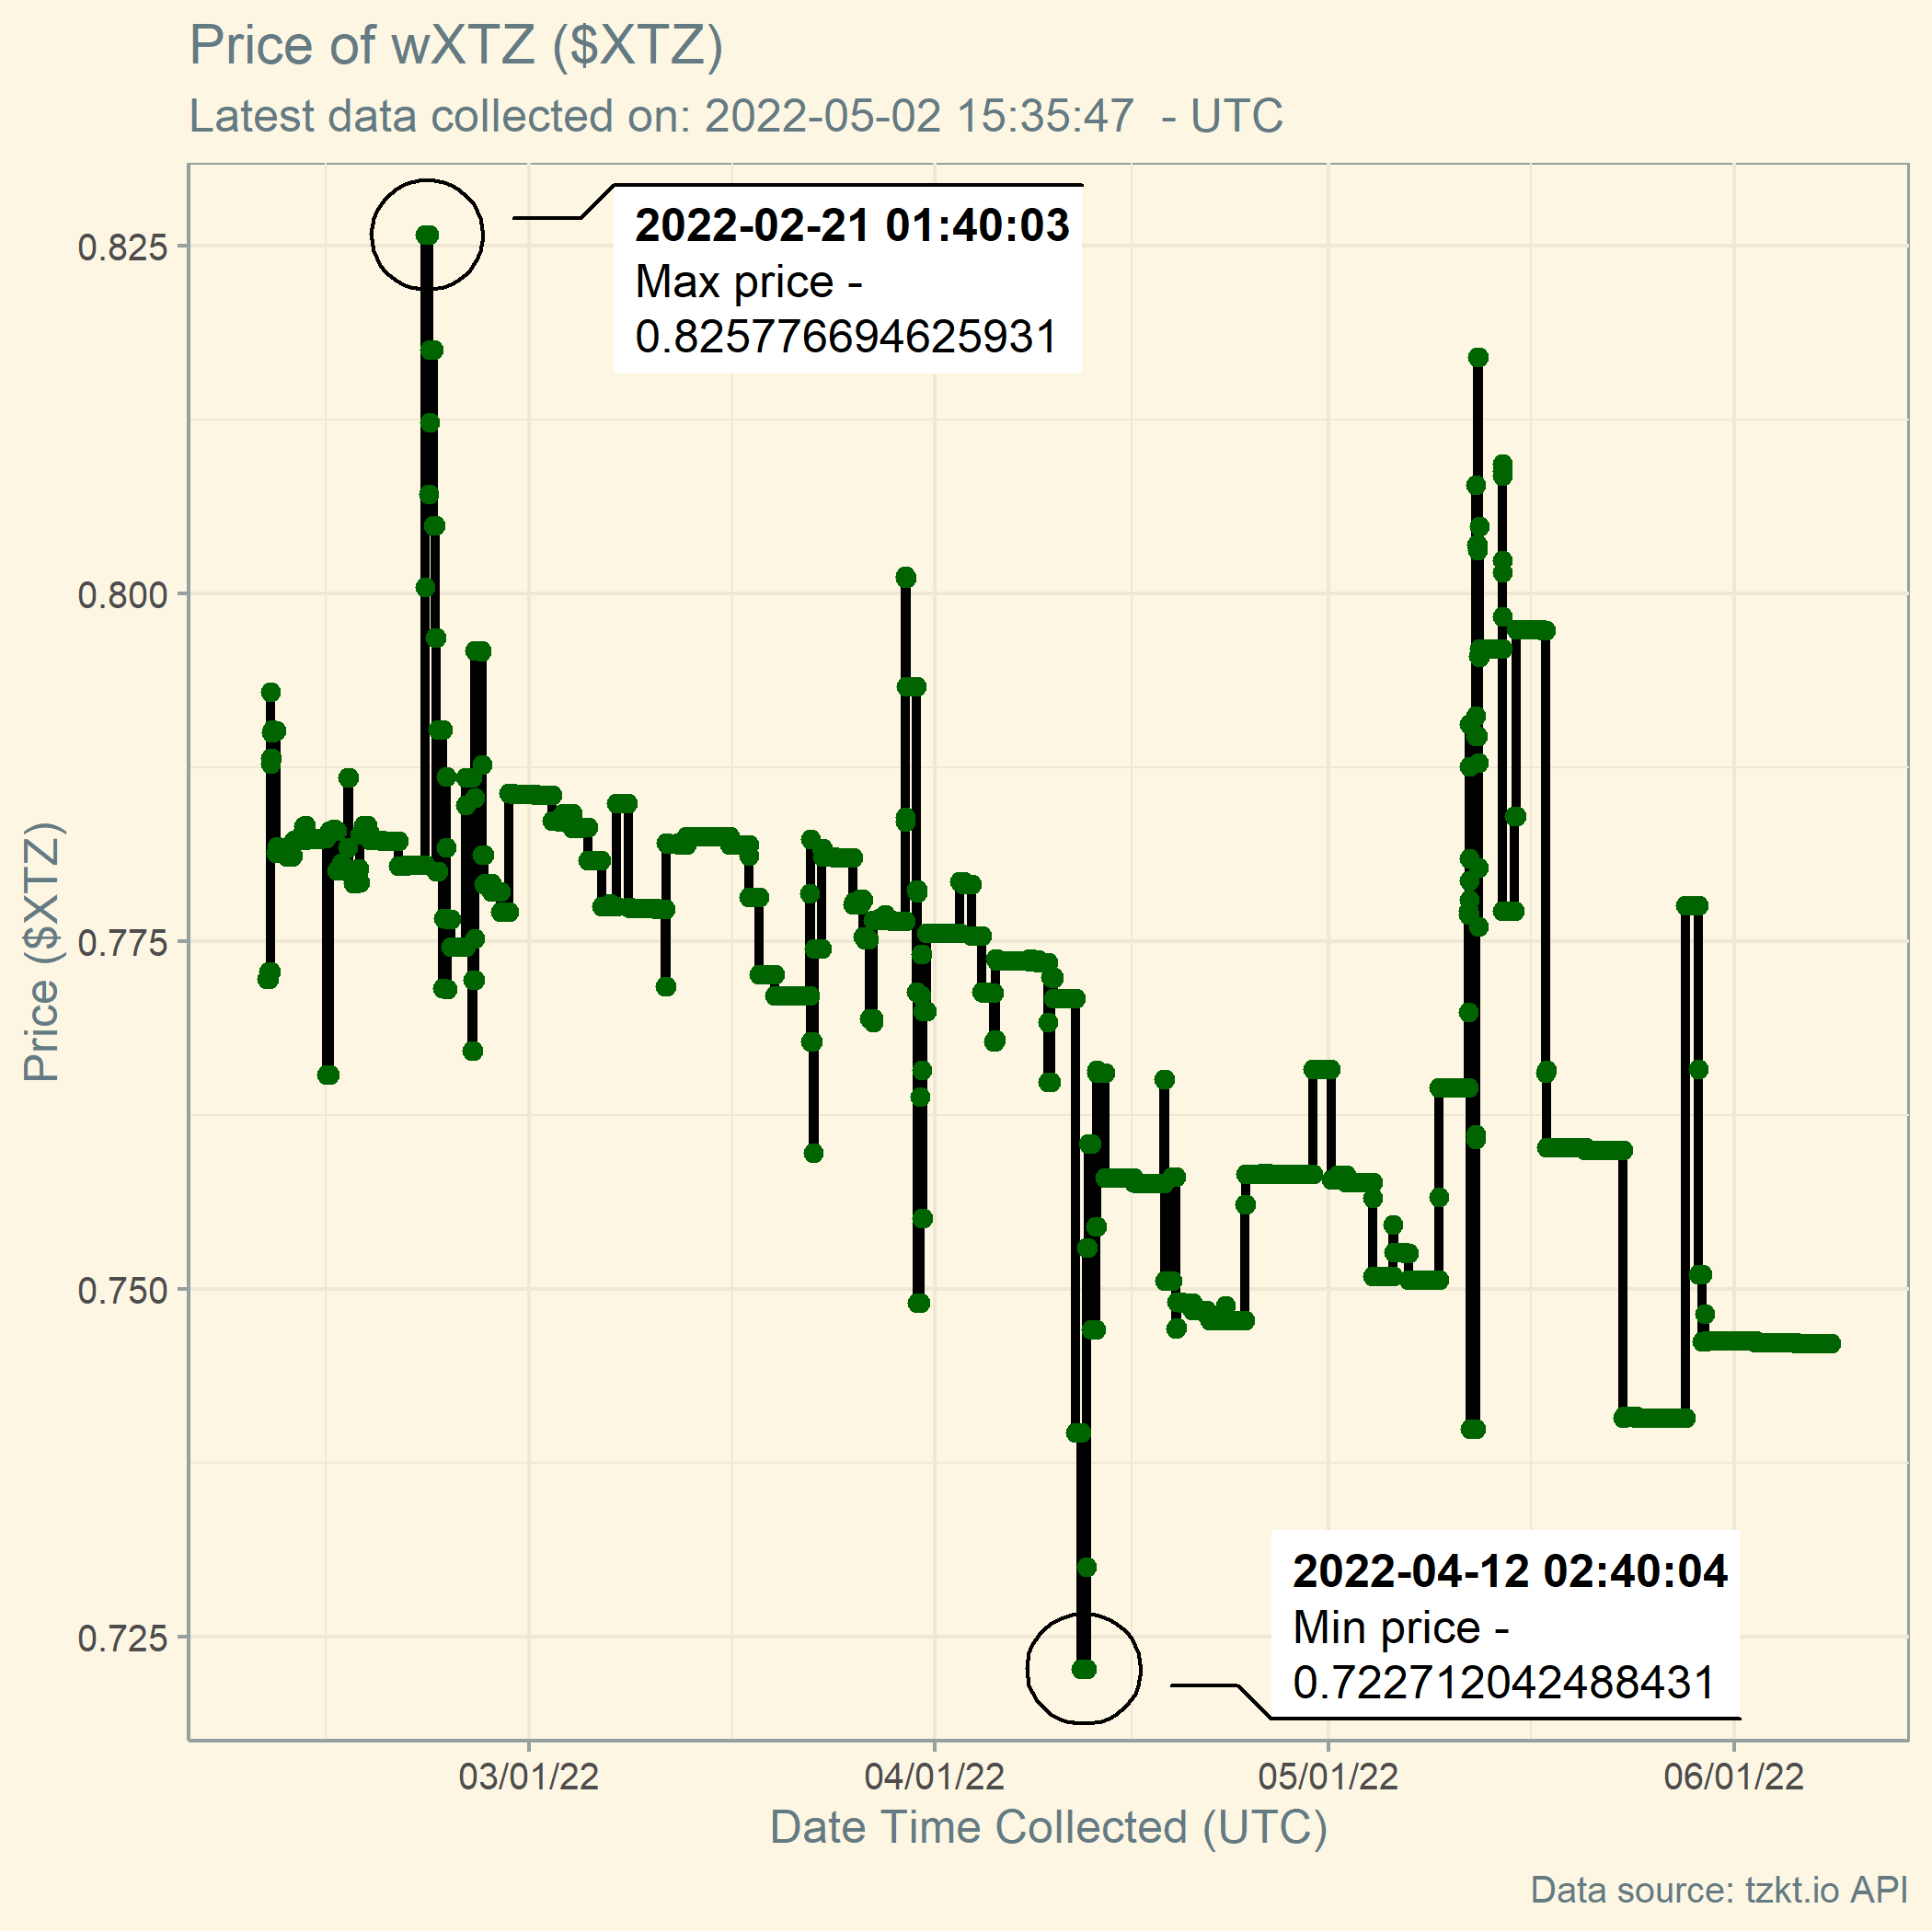 Price of wXTZ ($XTZ)
Latest data collected on: 2022-05-02 15:35:47  - UTC
2022-02-21 01:40:03
Max price -
0.825776694625931
0.825
0.800
0.775
0.750
0.725
Price ($XTZ)
2022-04-12 02:40:04
Min price -
0.722712042488431
03/01/22
04/01/22
05/01/22
06/01/22
Date Time Collected (UTC)
Data source: tzkt.io API